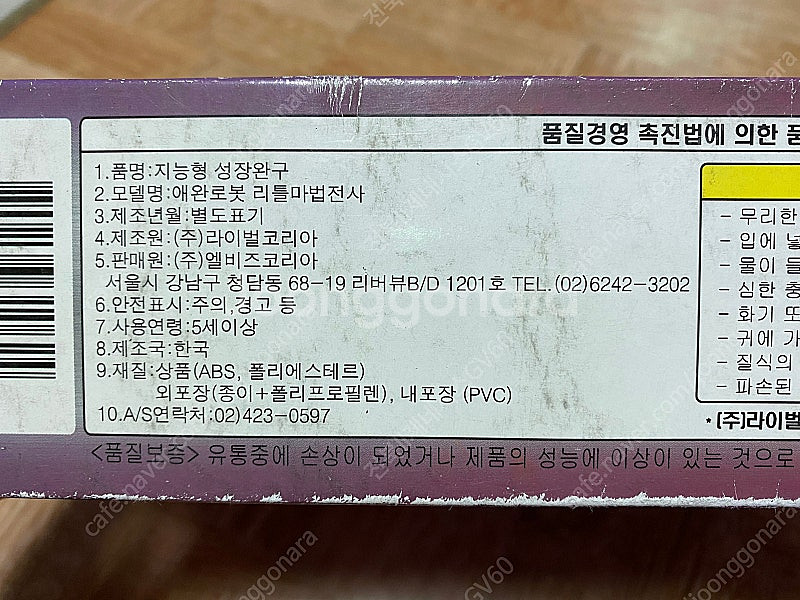 품질경영 촉진법에 의한 품
1.품명:지능형 성장완구
2.모델명:애완로봇 리틀마법전사
3.제조년월:별도표기
4.제조원:(주)라이벌코리아
5.판매원:(주)엘비즈코리아
서울시 강남구 청담동 68-19 리버뷰B/D 1201호 TEL.(02)6242-3202
6.안전표시:주의,경고 등
7.사용연령:5세이상
8.제조국:한국
9.재질:상품(ABS, 폴리에스테르)
외포장(종이+폴리프로필렌), 내포장 (PVC)
10.A/S연락처:02)423-0597
- 무리한
- 입에 넣
- 물이 들
- 심한 충
- 화기 또
- 귀에 가
- 질식의
- 파손된
* (주)라이벌
<품질보증> 유통중에 손상이 되었거나 제품의 성능에 이상이 있는 것으로
joonggonara